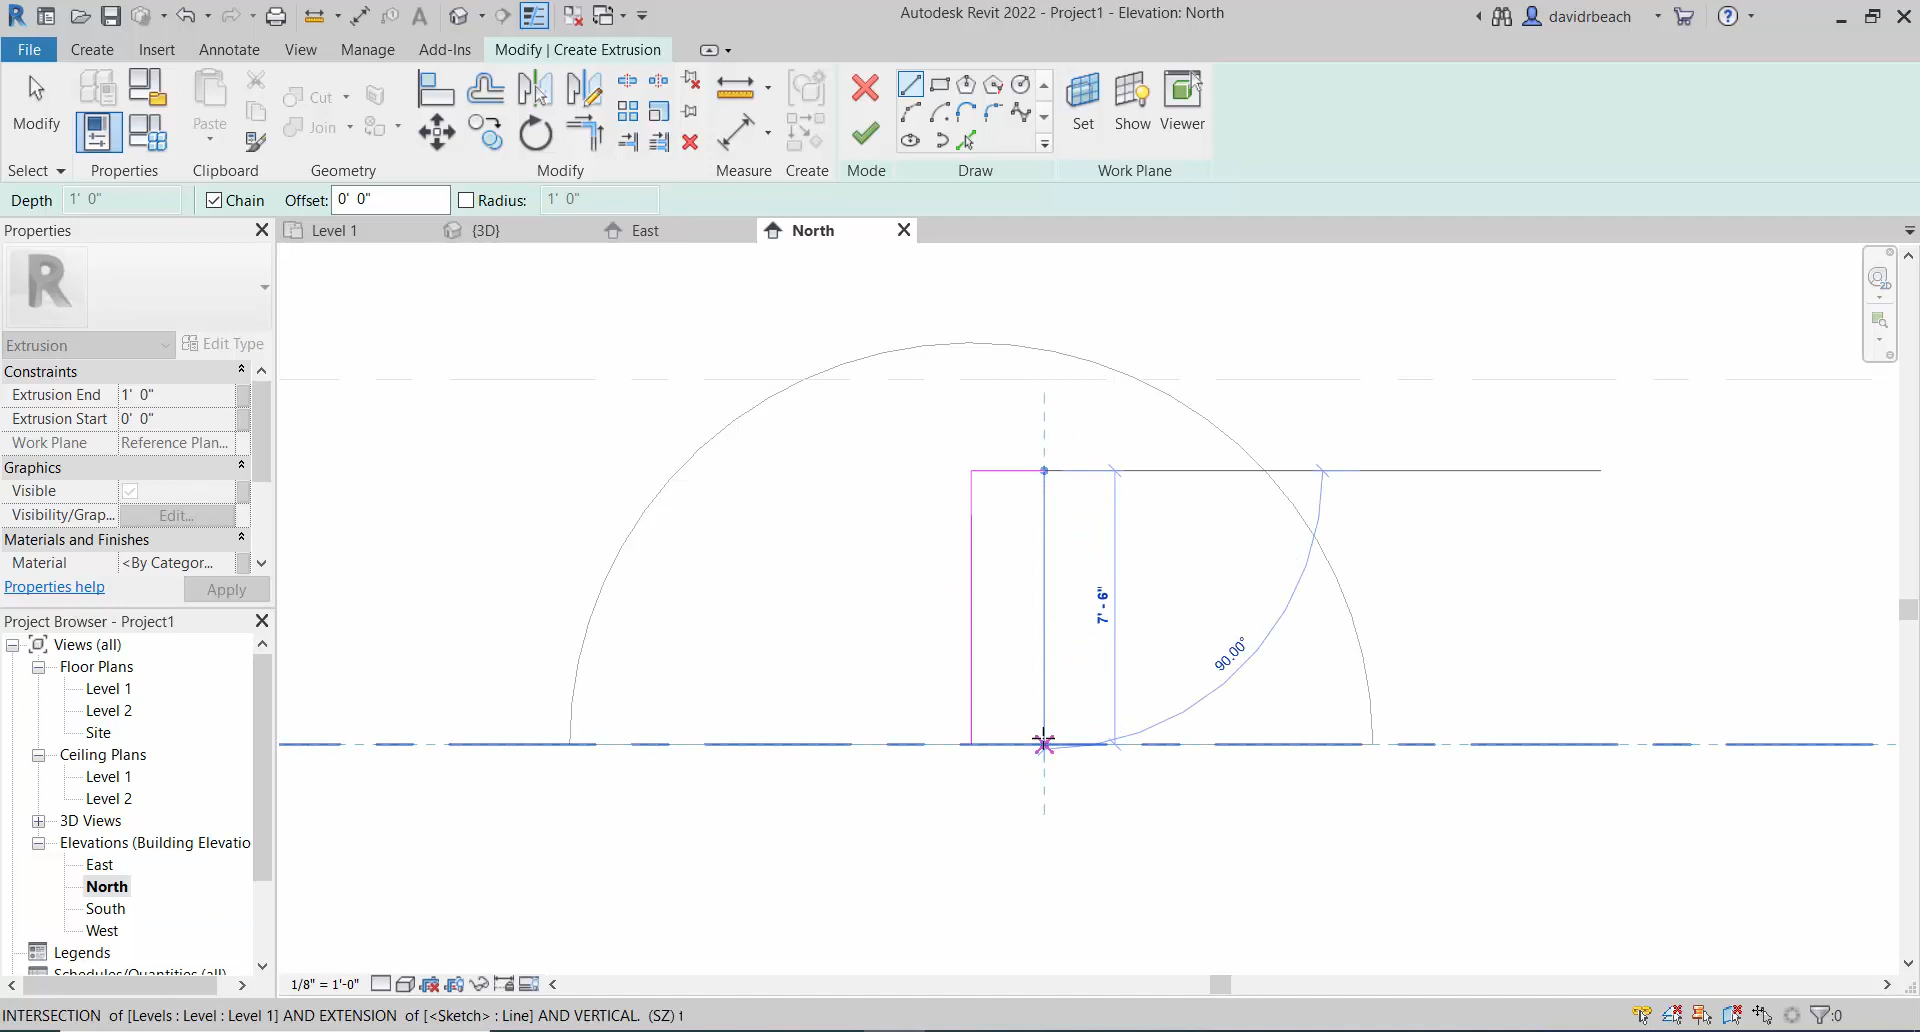 Autodesk Revit 2022 - Project1 - Elevation: North
davidrbeach
File Create Insert Annotate View Manage Add-Ins Modify | Create Extrusion
Modify
Paste
Cut
Join
Set Show Viewer
Select Properties Clipboard Geometry Modify Measure Create Mode Draw Work Plane
Depth 1' 0" Chain Offset: 0' 0" Radius: 1' 0"
Properties
Level 1 {3D} East North
R
2D
Extrusion Edit Type
Constraints
Extrusion End 1' 0"
Extrusion Start 0' 0"
Work Plane Reference Plan...
Graphics
Visible
Visibility/Grap... Edit...
Materials and Finishes
Material <By Categor...
Properties help Apply
7' - 6"
90.00°
Project Browser - Project1
Views (all)
Floor Plans
Level 1
Level 2
Site
Ceiling Plans
Level 1
Level 2
3D Views
Elevations (Building Elevatio
East
North
South
West
Legends
Schedules/Quantities (all)
1/8" = 1'-0"
INTERSECTION of [Levels : Level : Level 1] AND EXTENSION of [<Sketch> : Line] AND VERTICAL. (SZ) t
:0